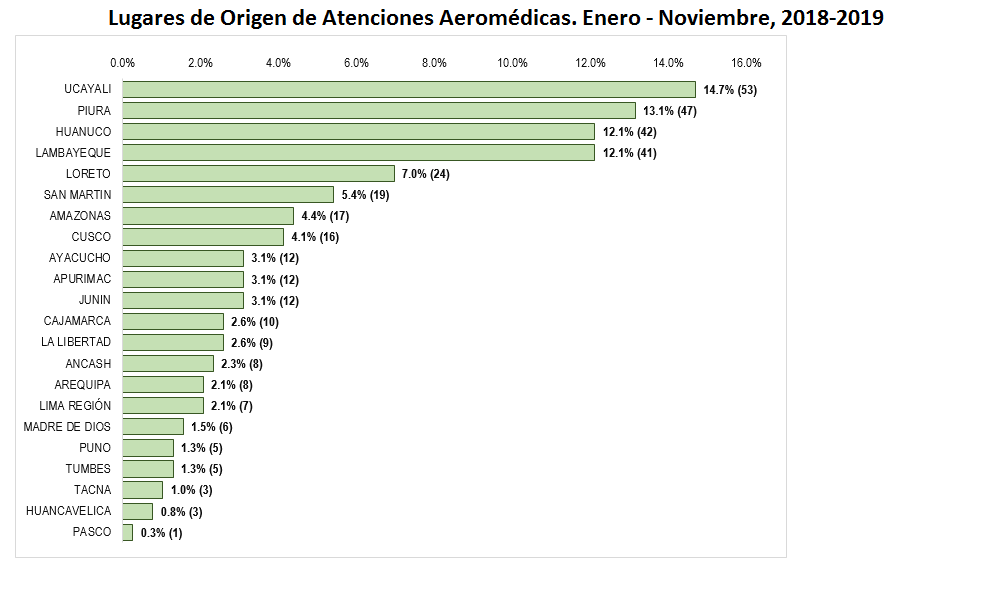 Lugares de Origen de Atenciones Aeromédicas. Enero - Noviembre, 2018-2019
0.0% 2.0% 4.0% 6.0% 8.0% 10.0% 12.0% 14.0% 16.0%
UCAYALI 14.7% (53)
PIURA 13.1% (47)
HUANUCO 12.1% (42)
LAMBAYEQUE 12.1% (41)
LORETO 7.0% (24)
SAN MARTIN 5.4% (19)
AMAZONAS 4.4% (17)
CUSCO 4.1% (16)
AYACUCHO 3.1% (12)
APURIMAC 3.1% (12)
JUNIN 3.1% (12)
CAJAMARCA 2.6% (10)
LA LIBERTAD 2.6% (9)
ANCASH 2.3% (8)
AREQUIPA 2.1% (8)
LIMA REGIÓN 2.1% (7)
MADRE DE DIOS 1.5% (6)
PUNO 1.3% (5)
TUMBES 1.3% (5)
TACNA 1.0% (3)
HUANCAVELICA 0.8% (3)
PASCO 0.3% (1)